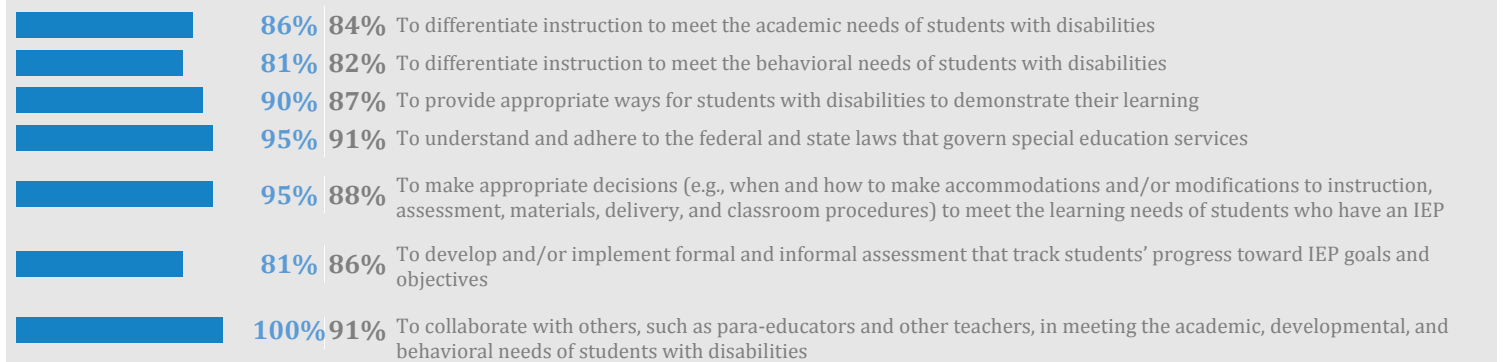 86% 84% To differentiate instruction to meet the academic needs of students with disabilities
81% 82% To differentiate instruction to meet the behavioral needs of students with disabilities
90% 87% To provide appropriate ways for students with disabilities to demonstrate their learning
95% 91% To understand and adhere to the federal and state laws that govern special education services
95% 88% To make appropriate decisions (e.g., when and how to make accommodations and/or modifications to instruction,
assessment, materials, delivery, and classroom procedures) to meet the learning needs of students who have an IEP
81% 86% To develop and/or implement formal and informal assessment that track students’ progress toward IEP goals and
objectives
100% 91% To collaborate with others, such as para-educators and other teachers, in meeting the academic, developmental, and
behavioral needs of students with disabilities